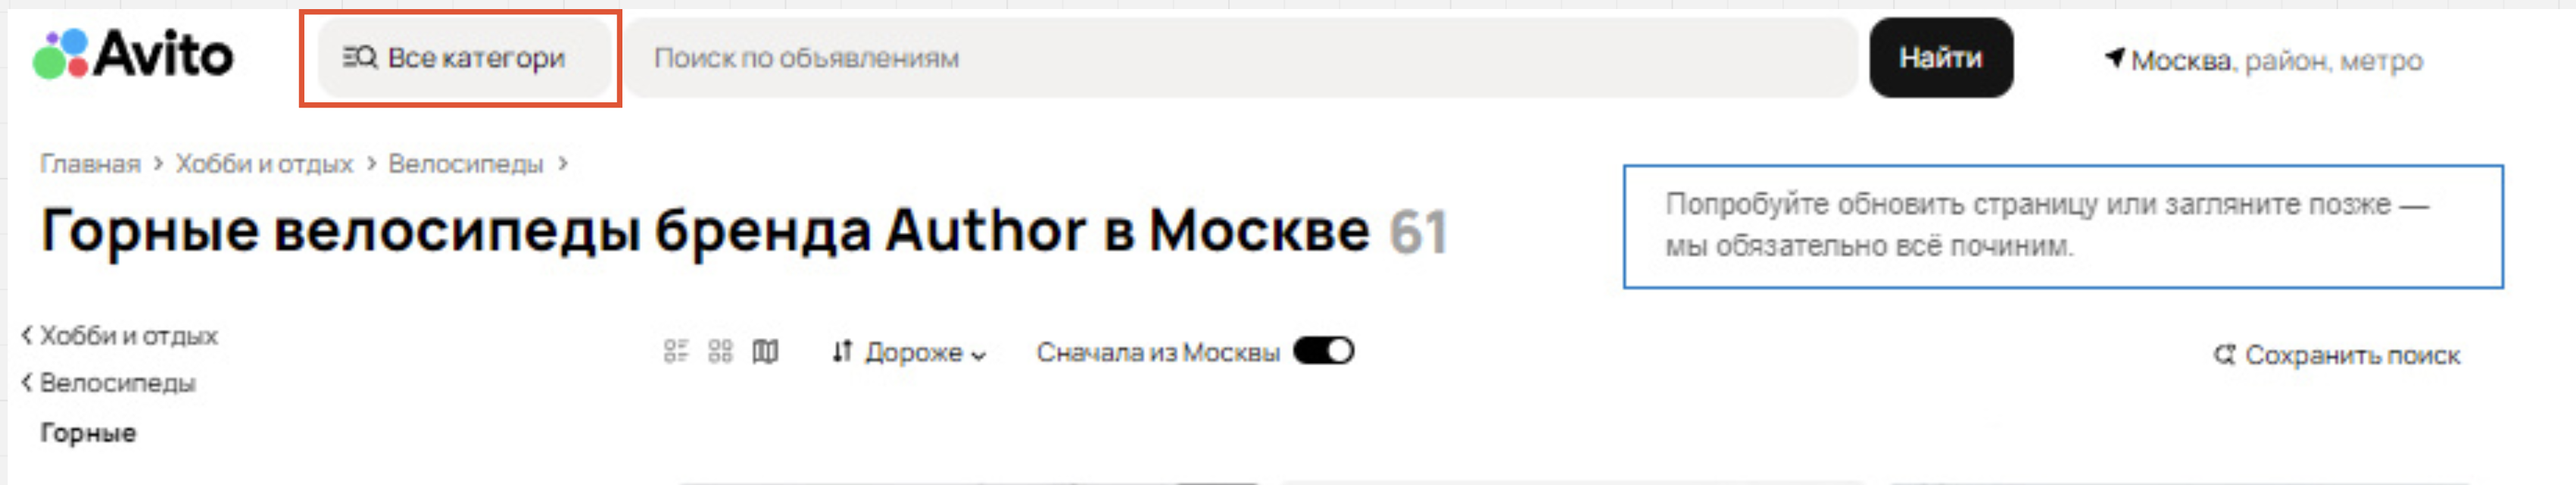 Avito
Все категори
Поиск по объявлениям
Найти
Москва, район, метро
Главная > Хобби и отдых > Велосипеды >
Горные велосипеды бренда Author в Москве 61
Попробуйте обновить страницу или загляните позже —
мы обязательно всё починим.
Хобби и отдых
Дороже
Сначала из Москвы
Сохранить поиск
Велосипеды
Горные